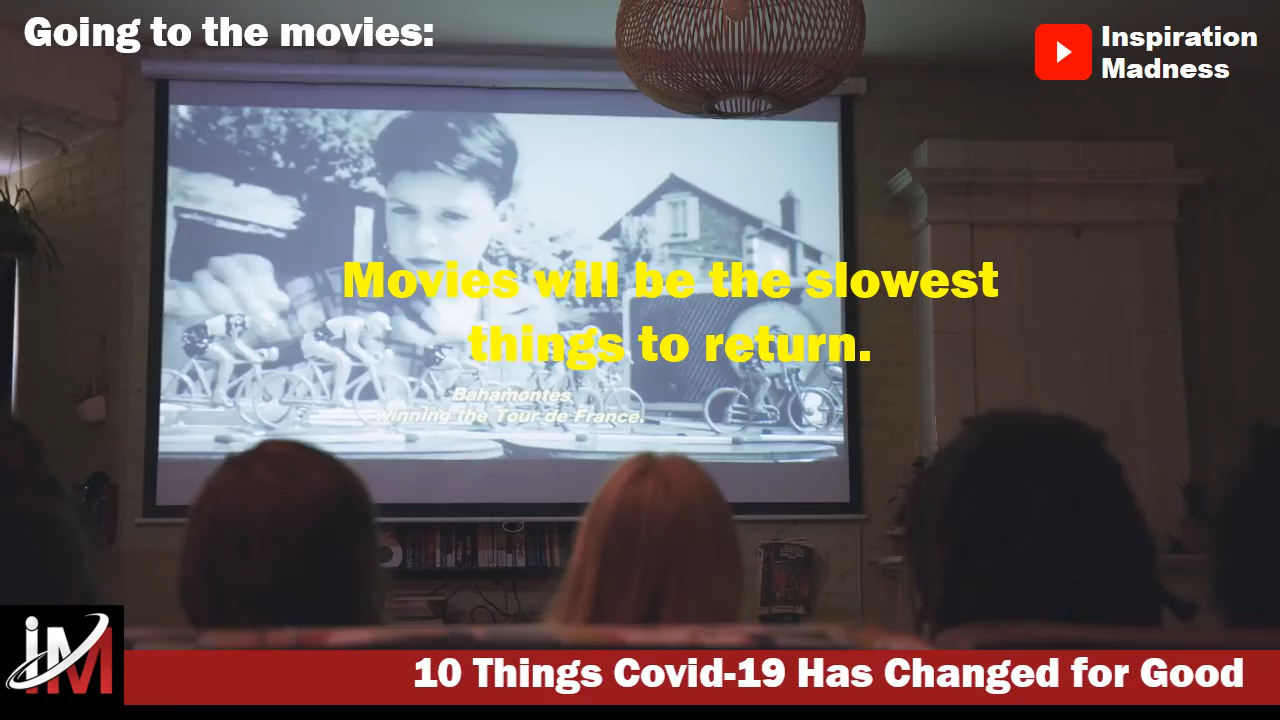 Going to the movies:
Inspiration
Madness
Movies will be the slowest
things to return.
Bahamontes
winning the Tour de France.
iM
10 Things Covid-19 Has Changed for Good